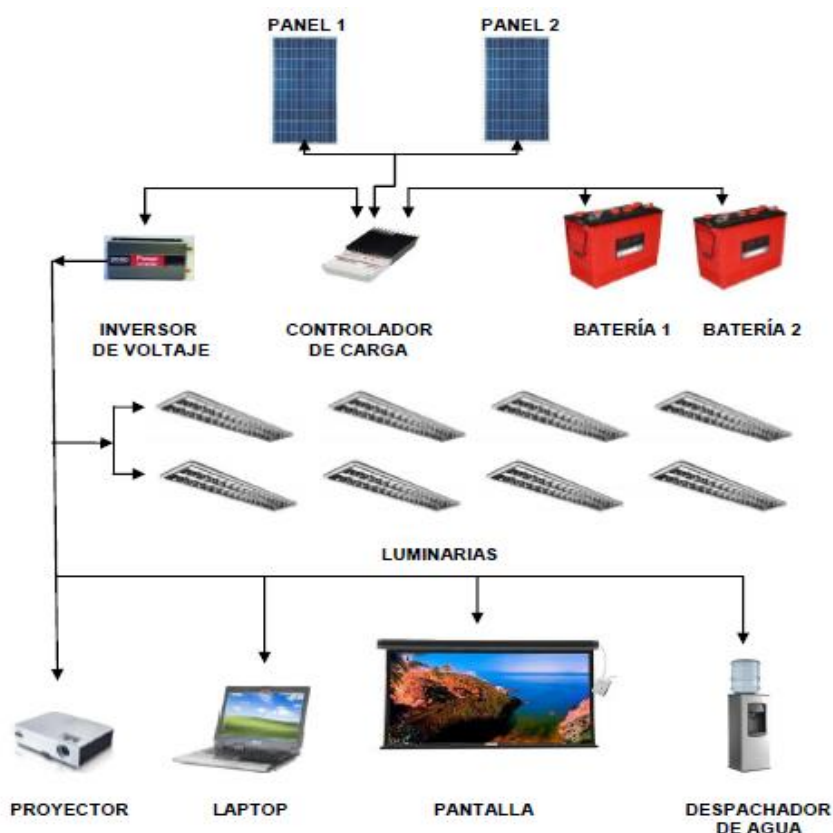 PANEL 1
PANEL 2
INVERSOR
DE VOLTAJE
CONTROLADOR
DE CARGA
BATERÍA 1
BATERÍA 2
LUMINARIAS
PROYECTOR
LAPTOP
PANTALLA
DESPACHADOR
DE AGUA